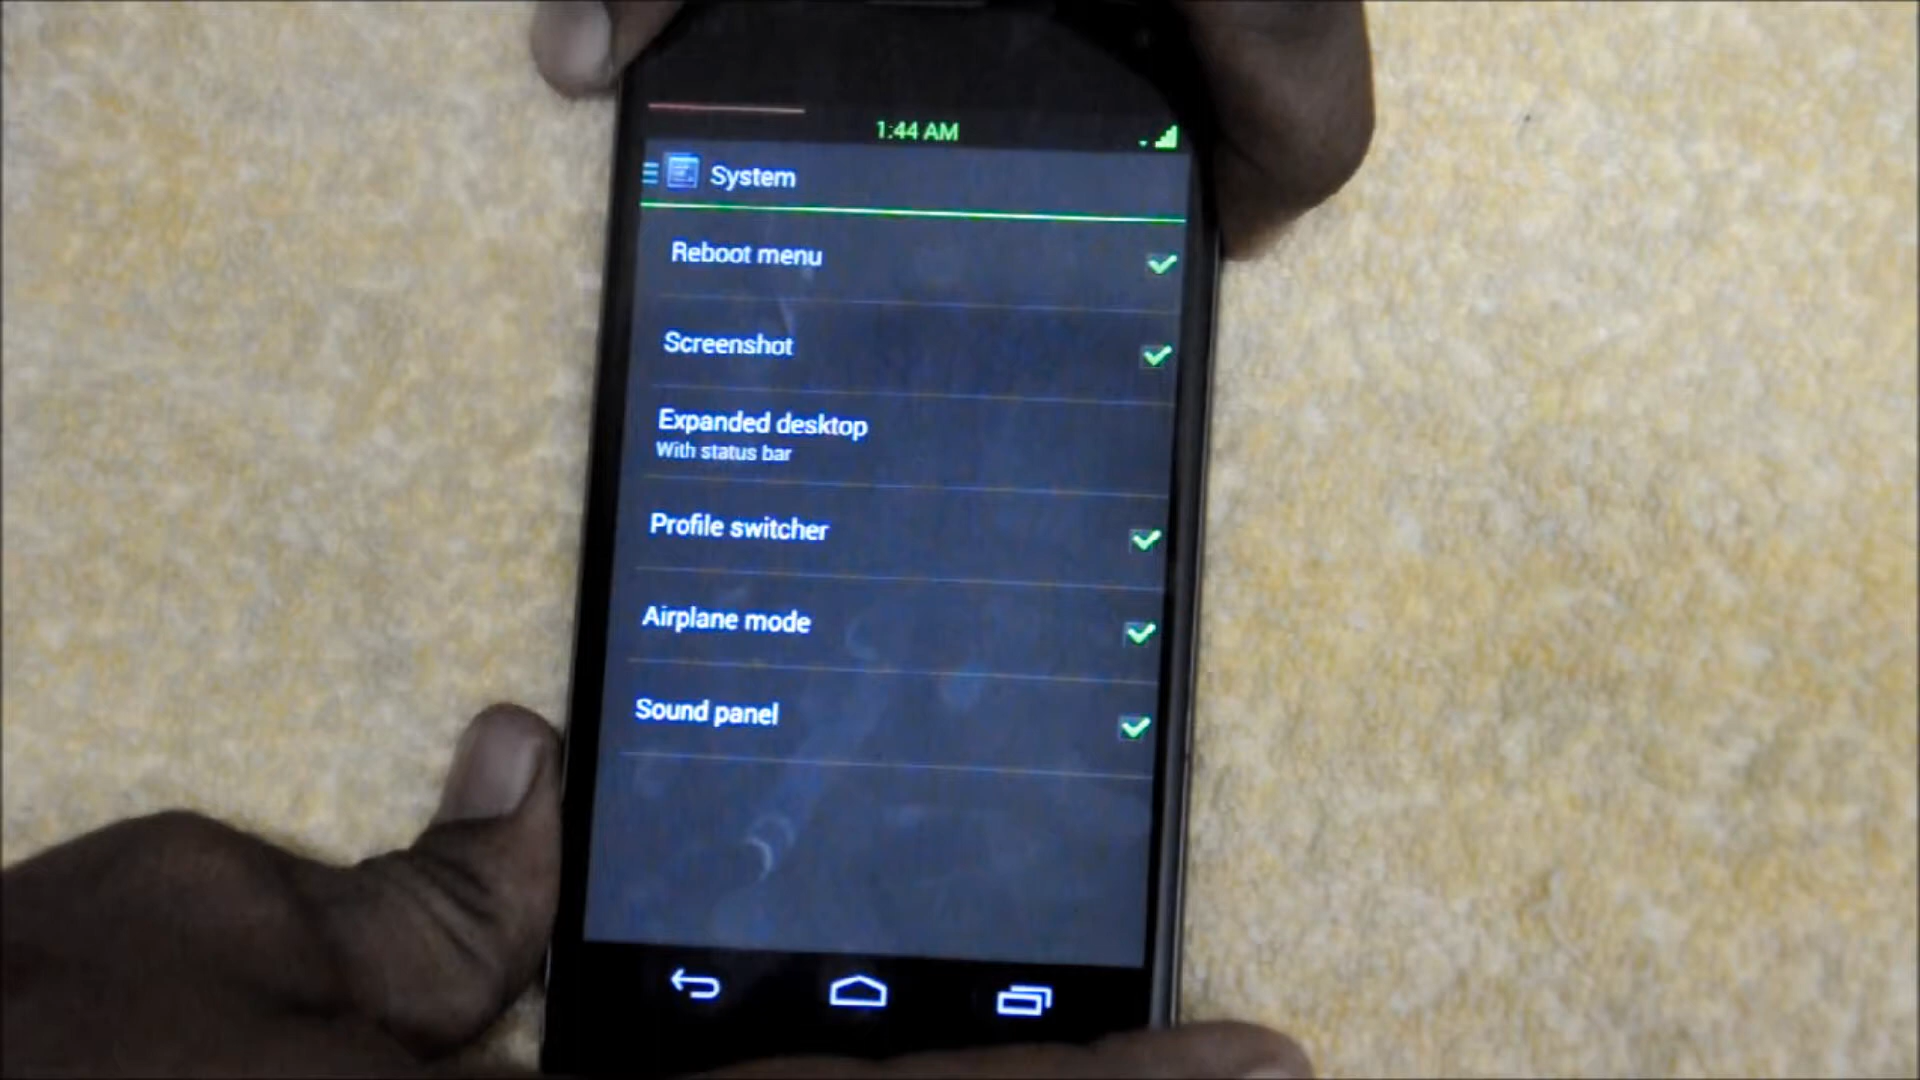 1:44 AM
System
Reboot menu
Screenshot
Expanded desktop
With status bar
Profile switcher
Airplane mode
Sound panel